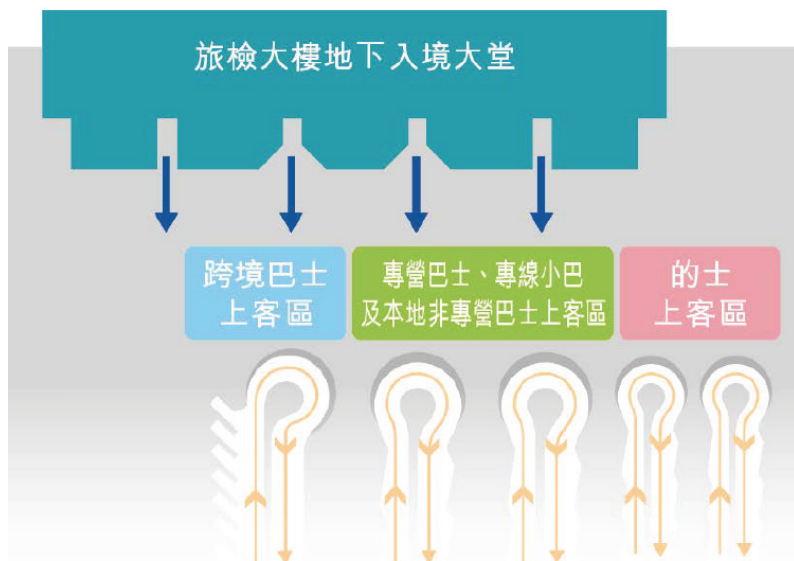 旅檢大樓地下入境大堂
跨境巴士
上客區
專營巴士、專線小巴
及本地非專營巴士上客區
的士
上客區